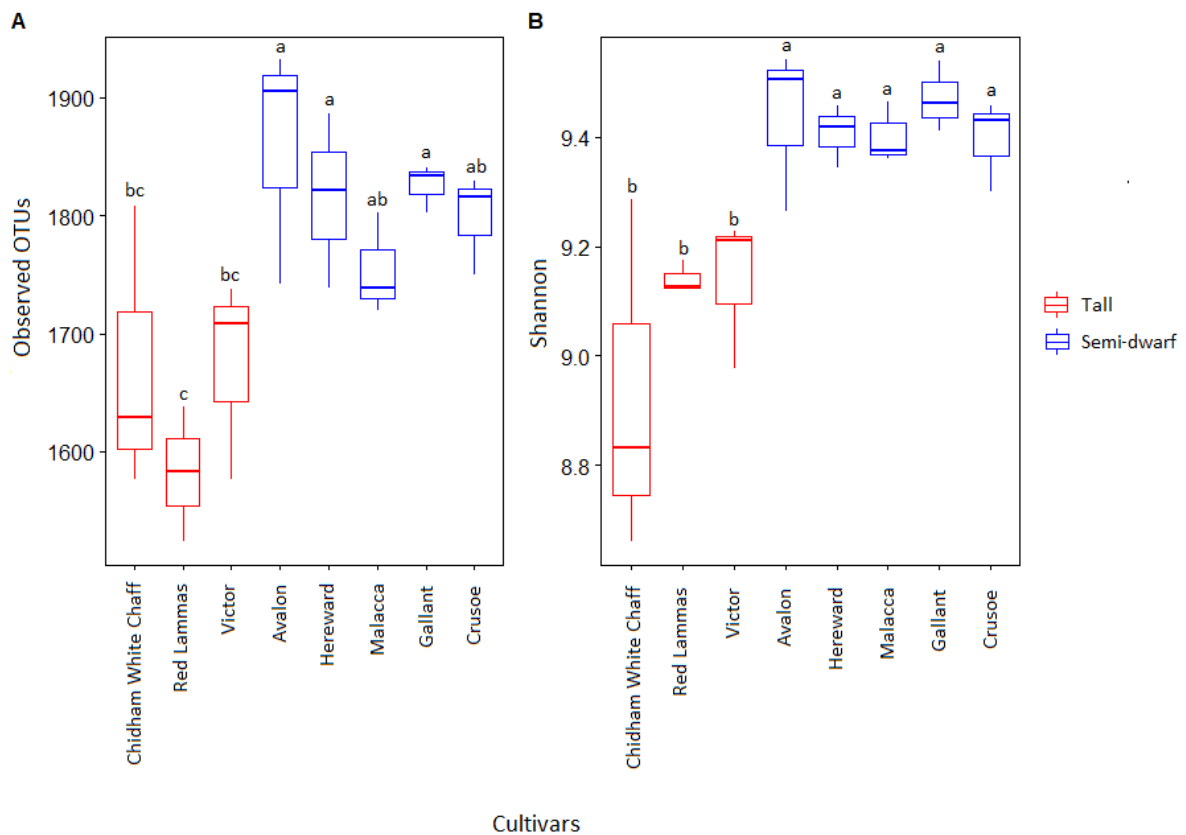 A
B
Observed OTUs
1900
1800
1700
1600
bc
c
bc
a
a
ab
a
ab
Chidham White Chaff
Red Lammas
Victor
Avalon
Hereward
Malacca
Gallant
Crusoe
Shannon
9.4
9.2
9.0
8.8
b
b
b
a
a
a
a
a
Chidham White Chaff
Red Lammas
Victor
Avalon
Hereward
Malacca
Gallant
Crusoe
Tall
Semi-dwarf
Cultivars